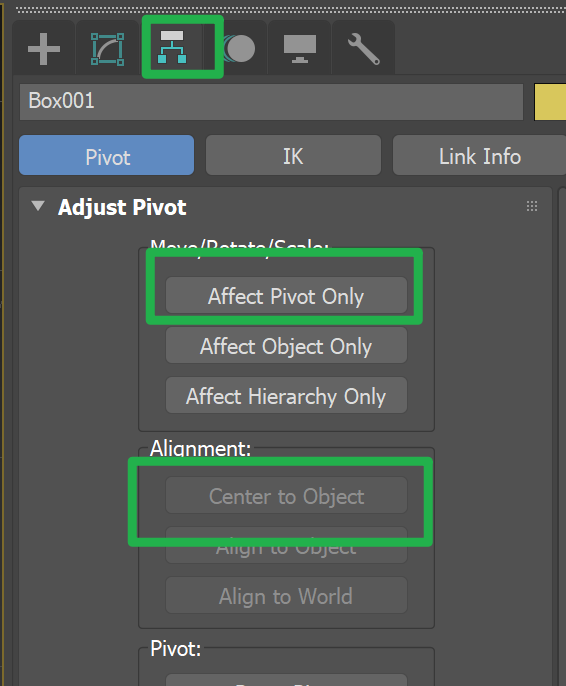 Box001
Pivot
IK
Link Info
Adjust Pivot
Move/Rotate/Scale:
Affect Pivot Only
Affect Object Only
Affect Hierarchy Only
Alignment:
Center to Object
Align to Object
Align to World
Pivot: